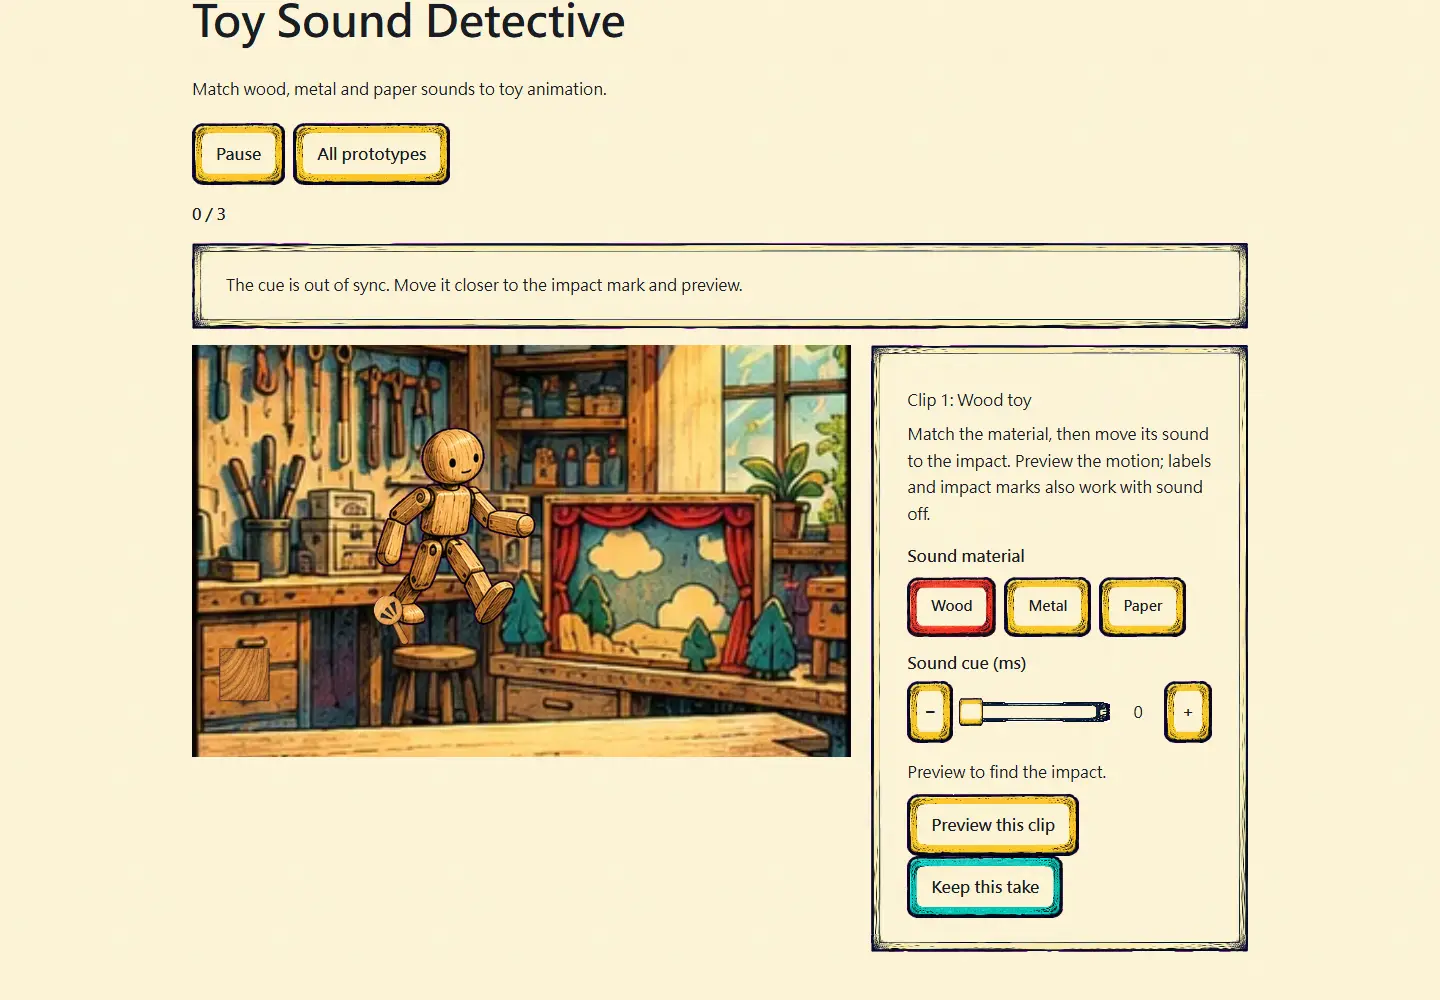 Toy Sound Detective
Match wood, metal and paper sounds to toy animation.
Pause
All prototypes
0 / 3
The cue is out of sync. Move it closer to the impact mark and preview.
Clip 1: Wood toy
Match the material, then move its sound
to the impact. Preview the motion; labels
and impact marks also work with sound
off.
Sound material
Wood
Metal
Paper
Sound cue (ms)
−
0
+
Preview to find the impact.
Preview this clip
Keep this take